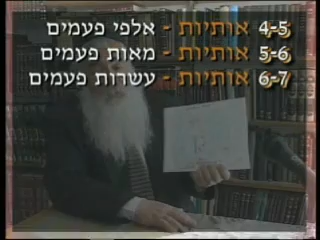 4-5 אותיות - אלפי פעמים
5-6 אותיות - מאות פעמים
6-7 אותיות - עשרות פעמים